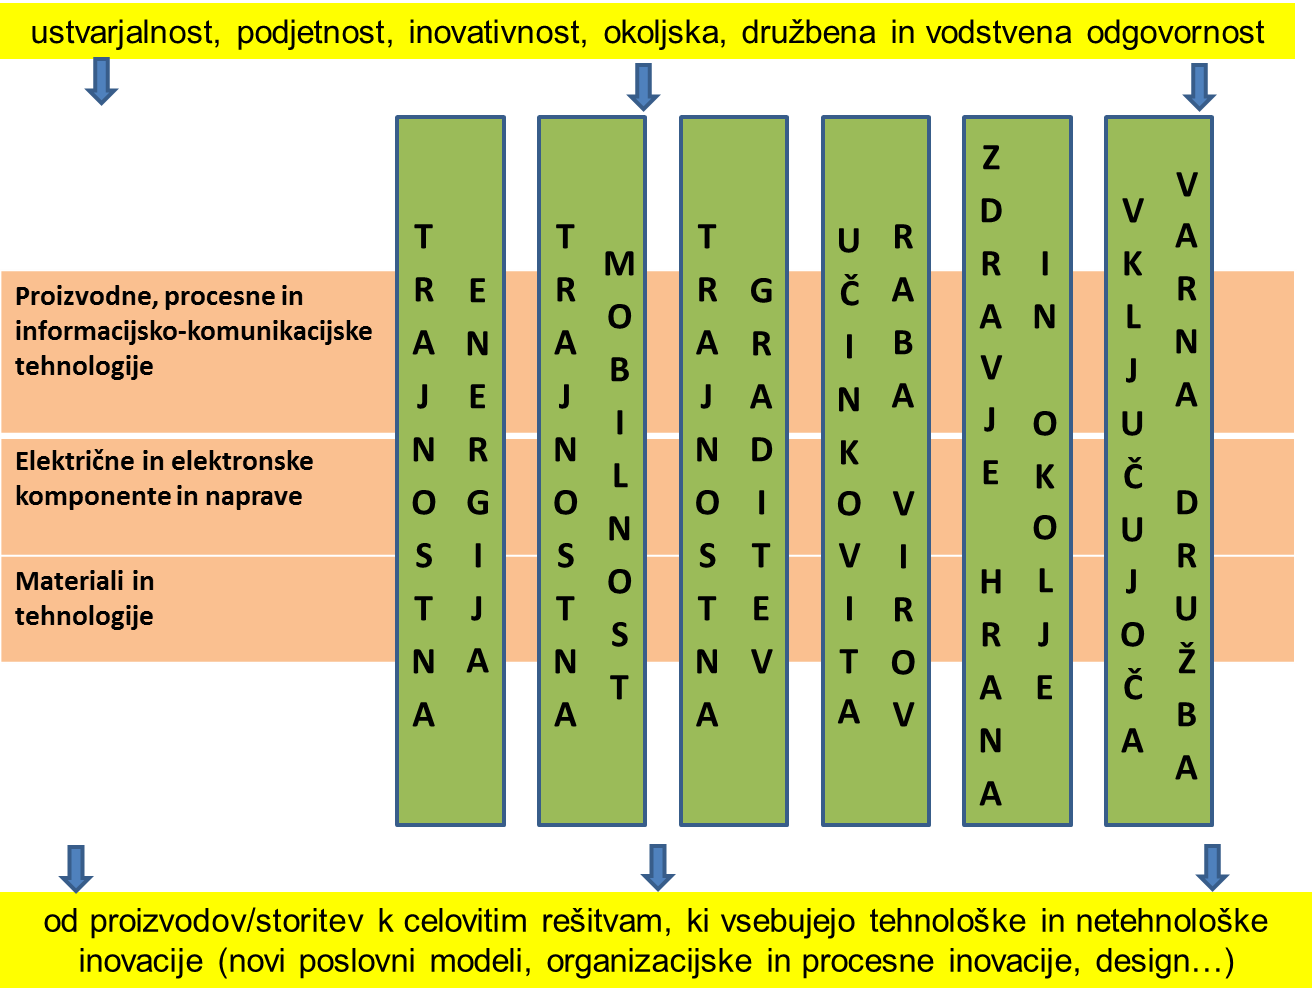 ustvarjalnost, podjetnost, inovativnost, okoljska, družbena in vodstvena odgovornost
Proizvodne, procesne in
informacijsko-komunikacijske
tehnologije
Električne in elektronske
komponente in naprave
Materiali in
tehnologije
TRAJNOSTNA
ENERGIJA
TRAJNOSTNA
MOBILNOST
TRAJNOSTNA
GRADITEV
UČINKOVITA
RABA VIROV
ZDRAVJE HRANA
IN OKOLJE
VKLJUČUJOČA
VARNA DRUŽBA
od proizvodov/storitev k celovitim rešitvam, ki vsebujejo tehnološke in netehnološke
inovacije (novi poslovni modeli, organizacijske in procesne inovacije, design…)